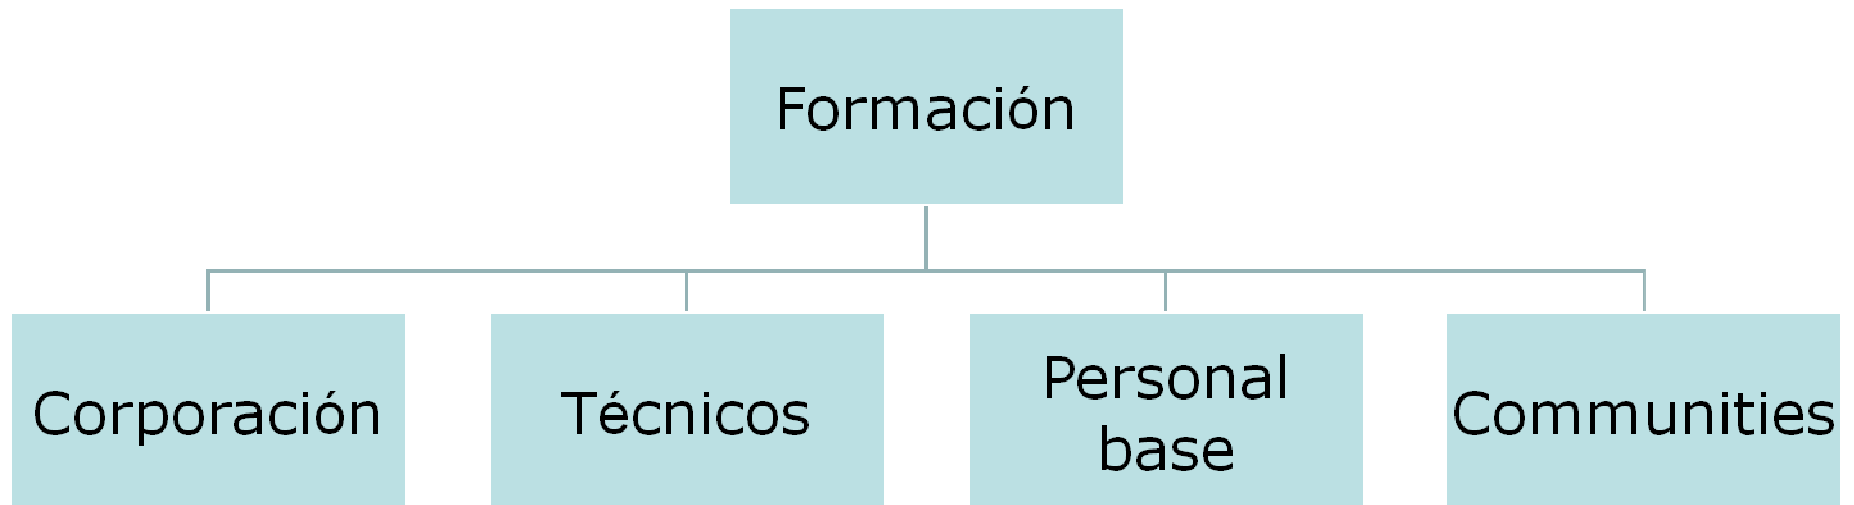 Formación
Corporación
Técnicos
Personal
base
Communities